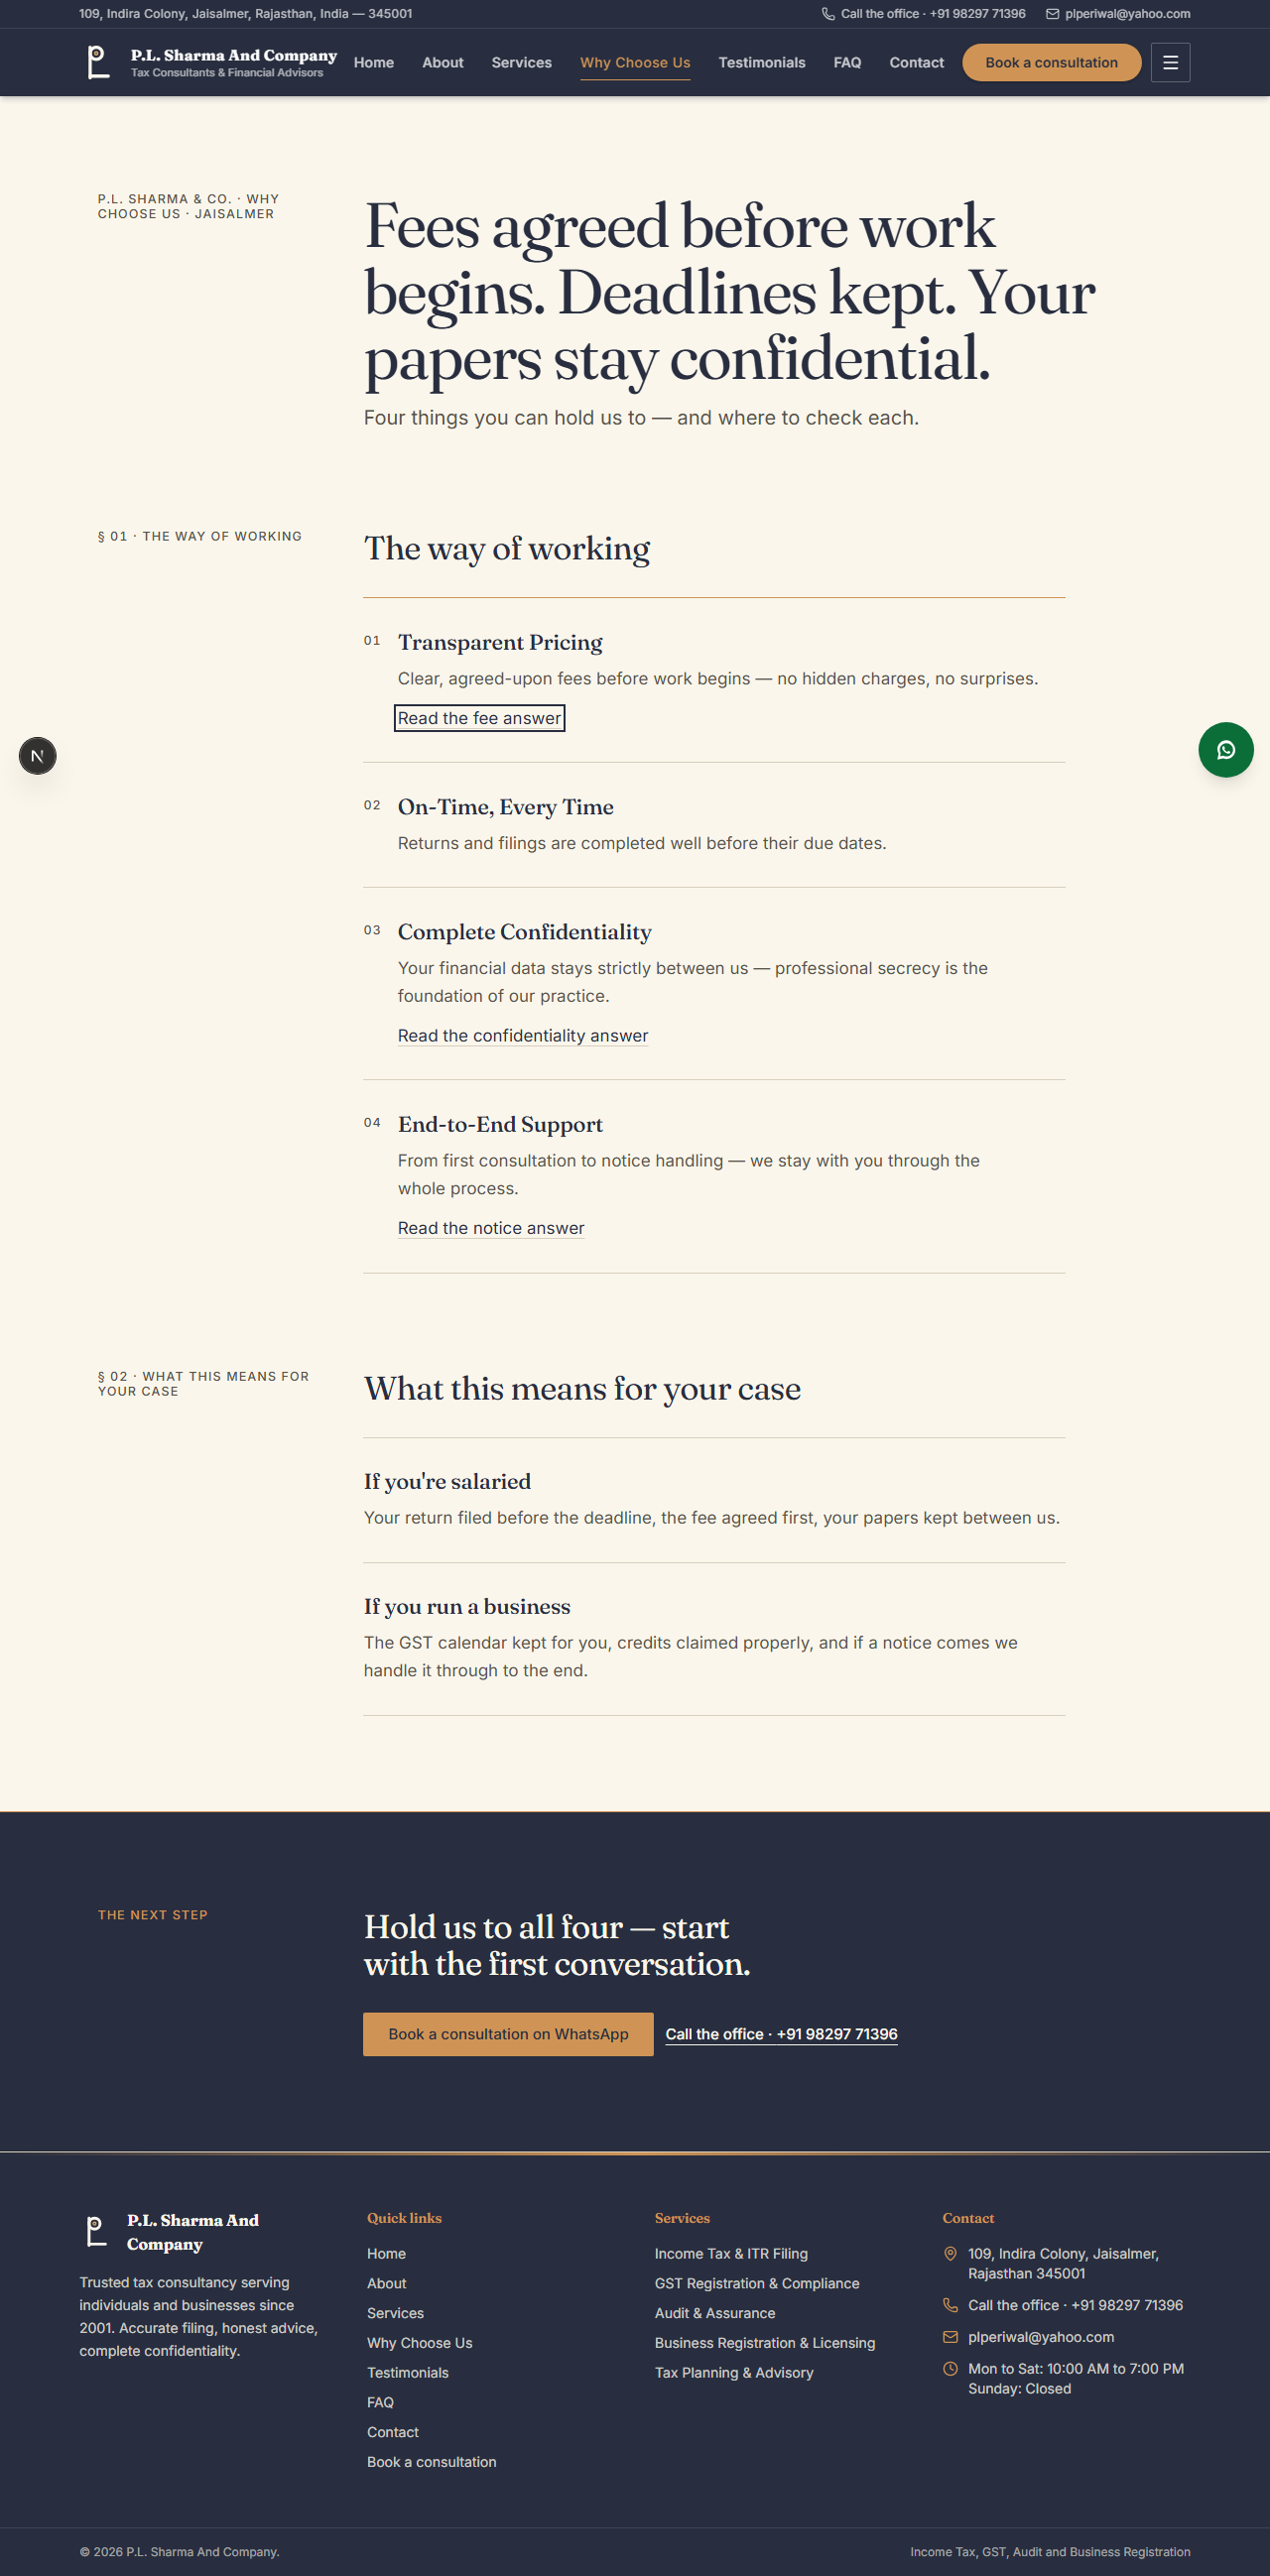 109, Indira Colony, Jaisalmer, Rajasthan, India — 345001
Call the office · +91 98297 71396
plperiwal@yahoo.com
P.L. Sharma And Company
Tax Consultants & Financial Advisors
Home
About
Services
Why Choose Us
Testimonials
FAQ
Contact
Book a consultation
P.L. SHARMA & CO. · WHY
CHOOSE US · JAISALMER
Fees agreed before work
begins. Deadlines kept. Your
papers stay confidential.
Four things you can hold us to — and where to check each.
§ 01 · THE WAY OF WORKING
The way of working
01
Transparent Pricing
Clear, agreed-upon fees before work begins — no hidden charges, no surprises.
Read the fee answer
N
02
On-Time, Every Time
Returns and filings are completed well before their due dates.
03
Complete Confidentiality
Your financial data stays strictly between us — professional secrecy is the
foundation of our practice.
Read the confidentiality answer
04
End-to-End Support
From first consultation to notice handling — we stay with you through the
whole process.
Read the notice answer
§ 02 · WHAT THIS MEANS FOR
YOUR CASE
What this means for your case
If you're salaried
Your return filed before the deadline, the fee agreed first, your papers kept between us.
If you run a business
The GST calendar kept for you, credits claimed properly, and if a notice comes we
handle it through to the end.
THE NEXT STEP
Hold us to all four — start
with the first conversation.
Book a consultation on WhatsApp
Call the office · +91 98297 71396
P.L. Sharma And
Company
Trusted tax consultancy serving
individuals and businesses since
2001. Accurate filing, honest advice,
complete confidentiality.
Quick links
Home
About
Services
Why Choose Us
Testimonials
FAQ
Contact
Book a consultation
Services
Income Tax & ITR Filing
GST Registration & Compliance
Audit & Assurance
Business Registration & Licensing
Tax Planning & Advisory
Contact
109, Indira Colony, Jaisalmer,
Rajasthan 345001
Call the office · +91 98297 71396
plperiwal@yahoo.com
Mon to Sat: 10:00 AM to 7:00 PM
Sunday: Closed
© 2026 P.L. Sharma And Company.
Income Tax, GST, Audit and Business Registration